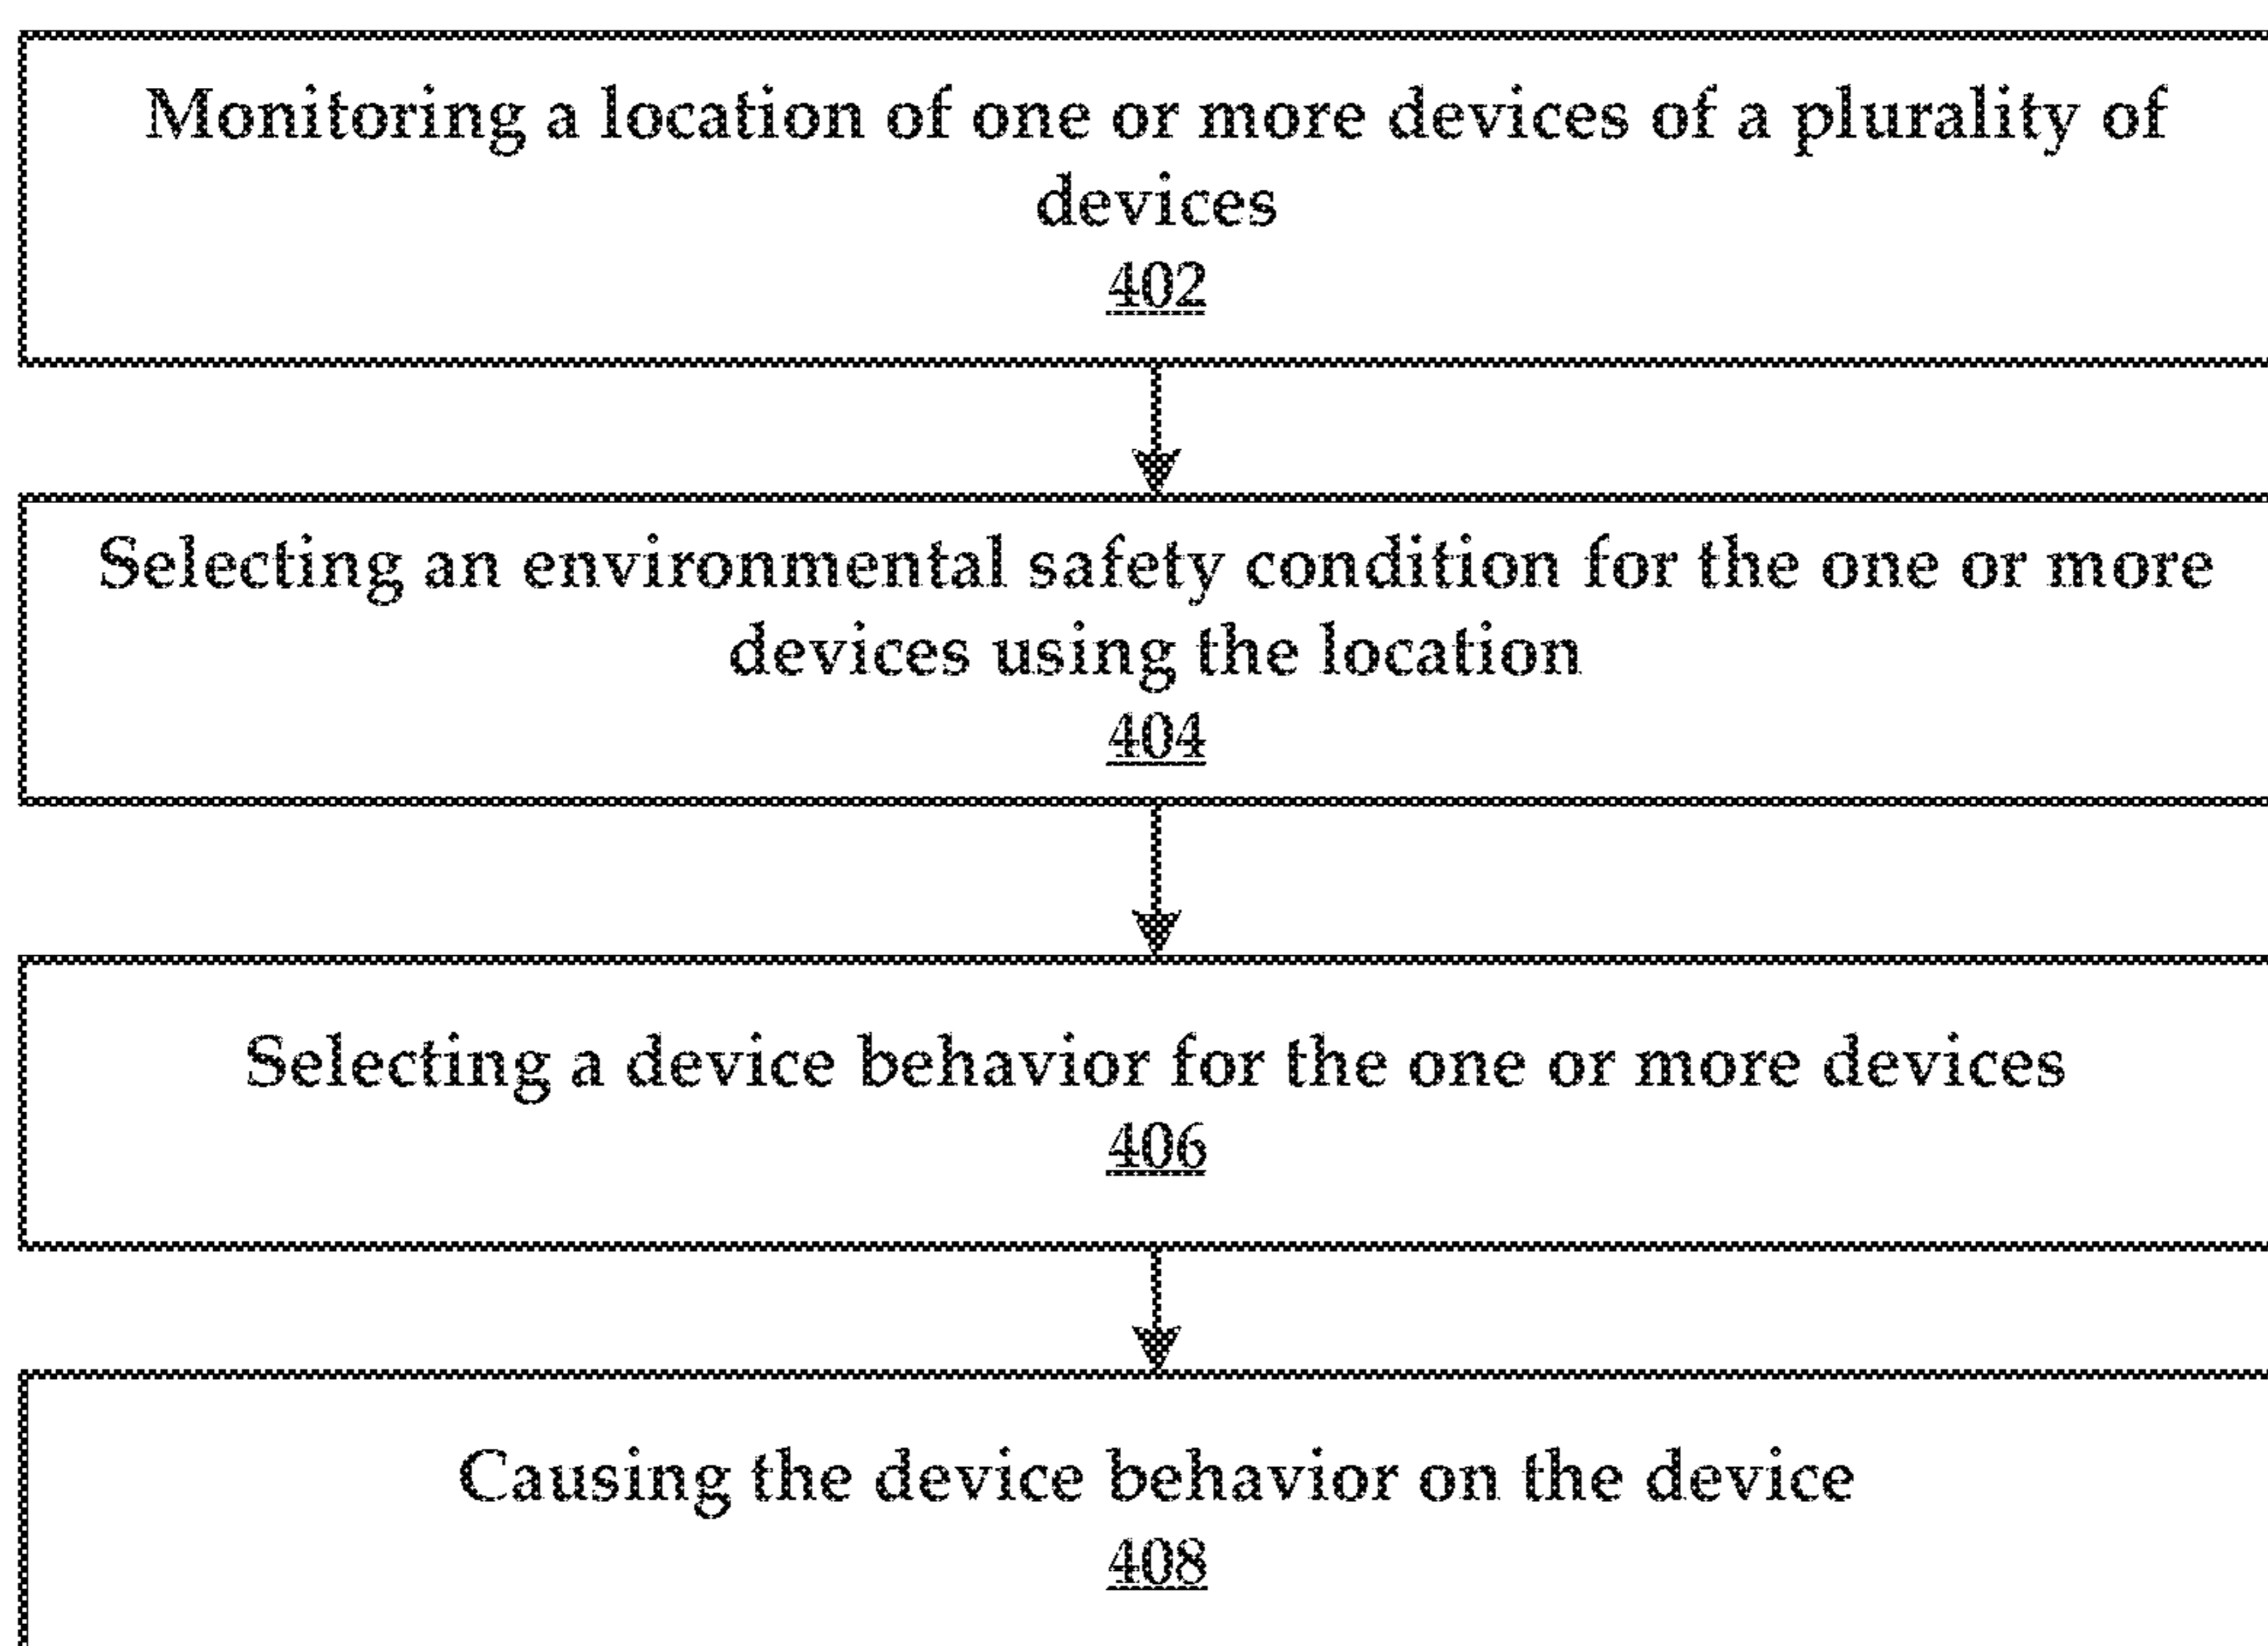 Monitoring a location of one or more devices of a plurality of
devices
402
Selecting an environmental safety condition for the one or more
devices using the location
404
Selecting a device behavior for the one or more devices
406
Causing the device behavior on the device
408